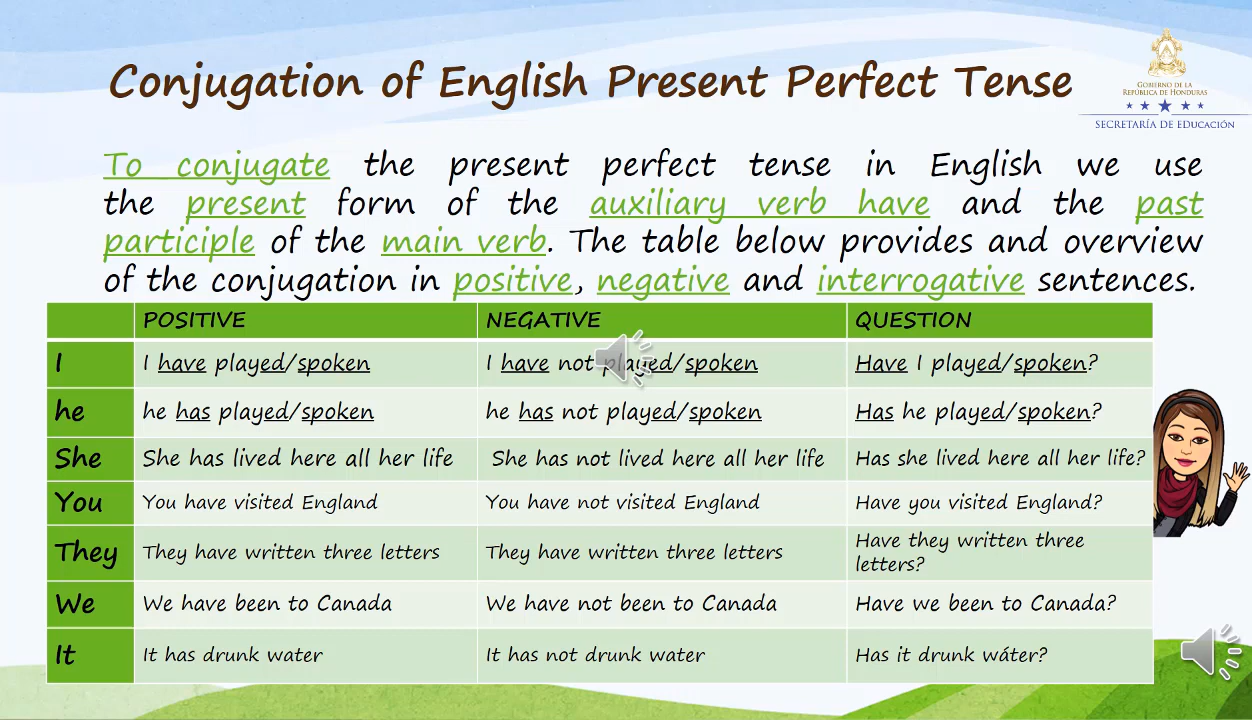 Conjugation of English Present Perfect Tense
GOBIERNO DE LA
REPÚBLICA DE HONDURAS
SECRETARÍA DE EDUCACIÓN
To conjugate the present perfect tense in English we use
the present form of the auxiliary verb have and the past
participle of the main verb. The table below provides and overview
of the conjugation in positive, negative and interrogative sentences.
POSITIVE NEGATIVE QUESTION
I I have played/spoken I have not played/spoken Have I played/spoken?
he he has played/spoken he has not played/spoken Has he played/spoken?
She She has lived here all her life She has not lived here all her life Has she lived here all her life?
You You have visited England You have not visited England Have you visited England?
They They have written three letters They have written three letters Have they written three
letters?
We We have been to Canada We have not been to Canada Have we been to Canada?
It It has drunk water It has not drunk water Has it drunk wáter?